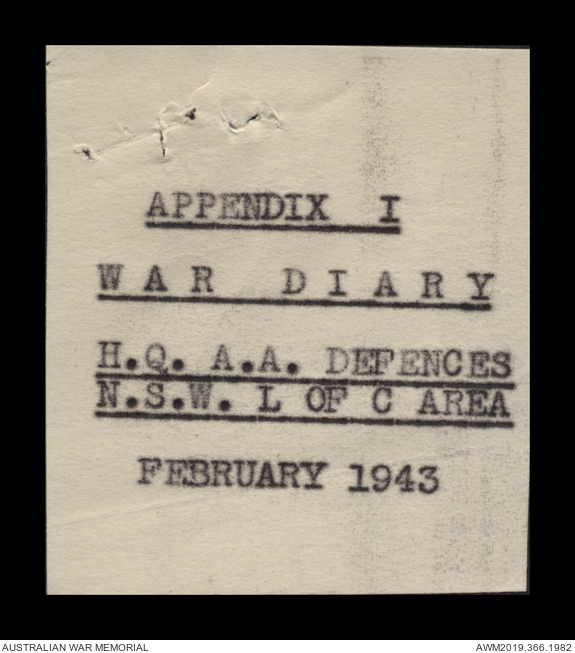 APPENDIX I
WAR DIARY
H.Q. A.A. DEFENCES
N.S.W. L OF C AREA
FEBRUARY 1943
AUSTRALIAN WAR MEMORIAL
AWM2019.366.1982